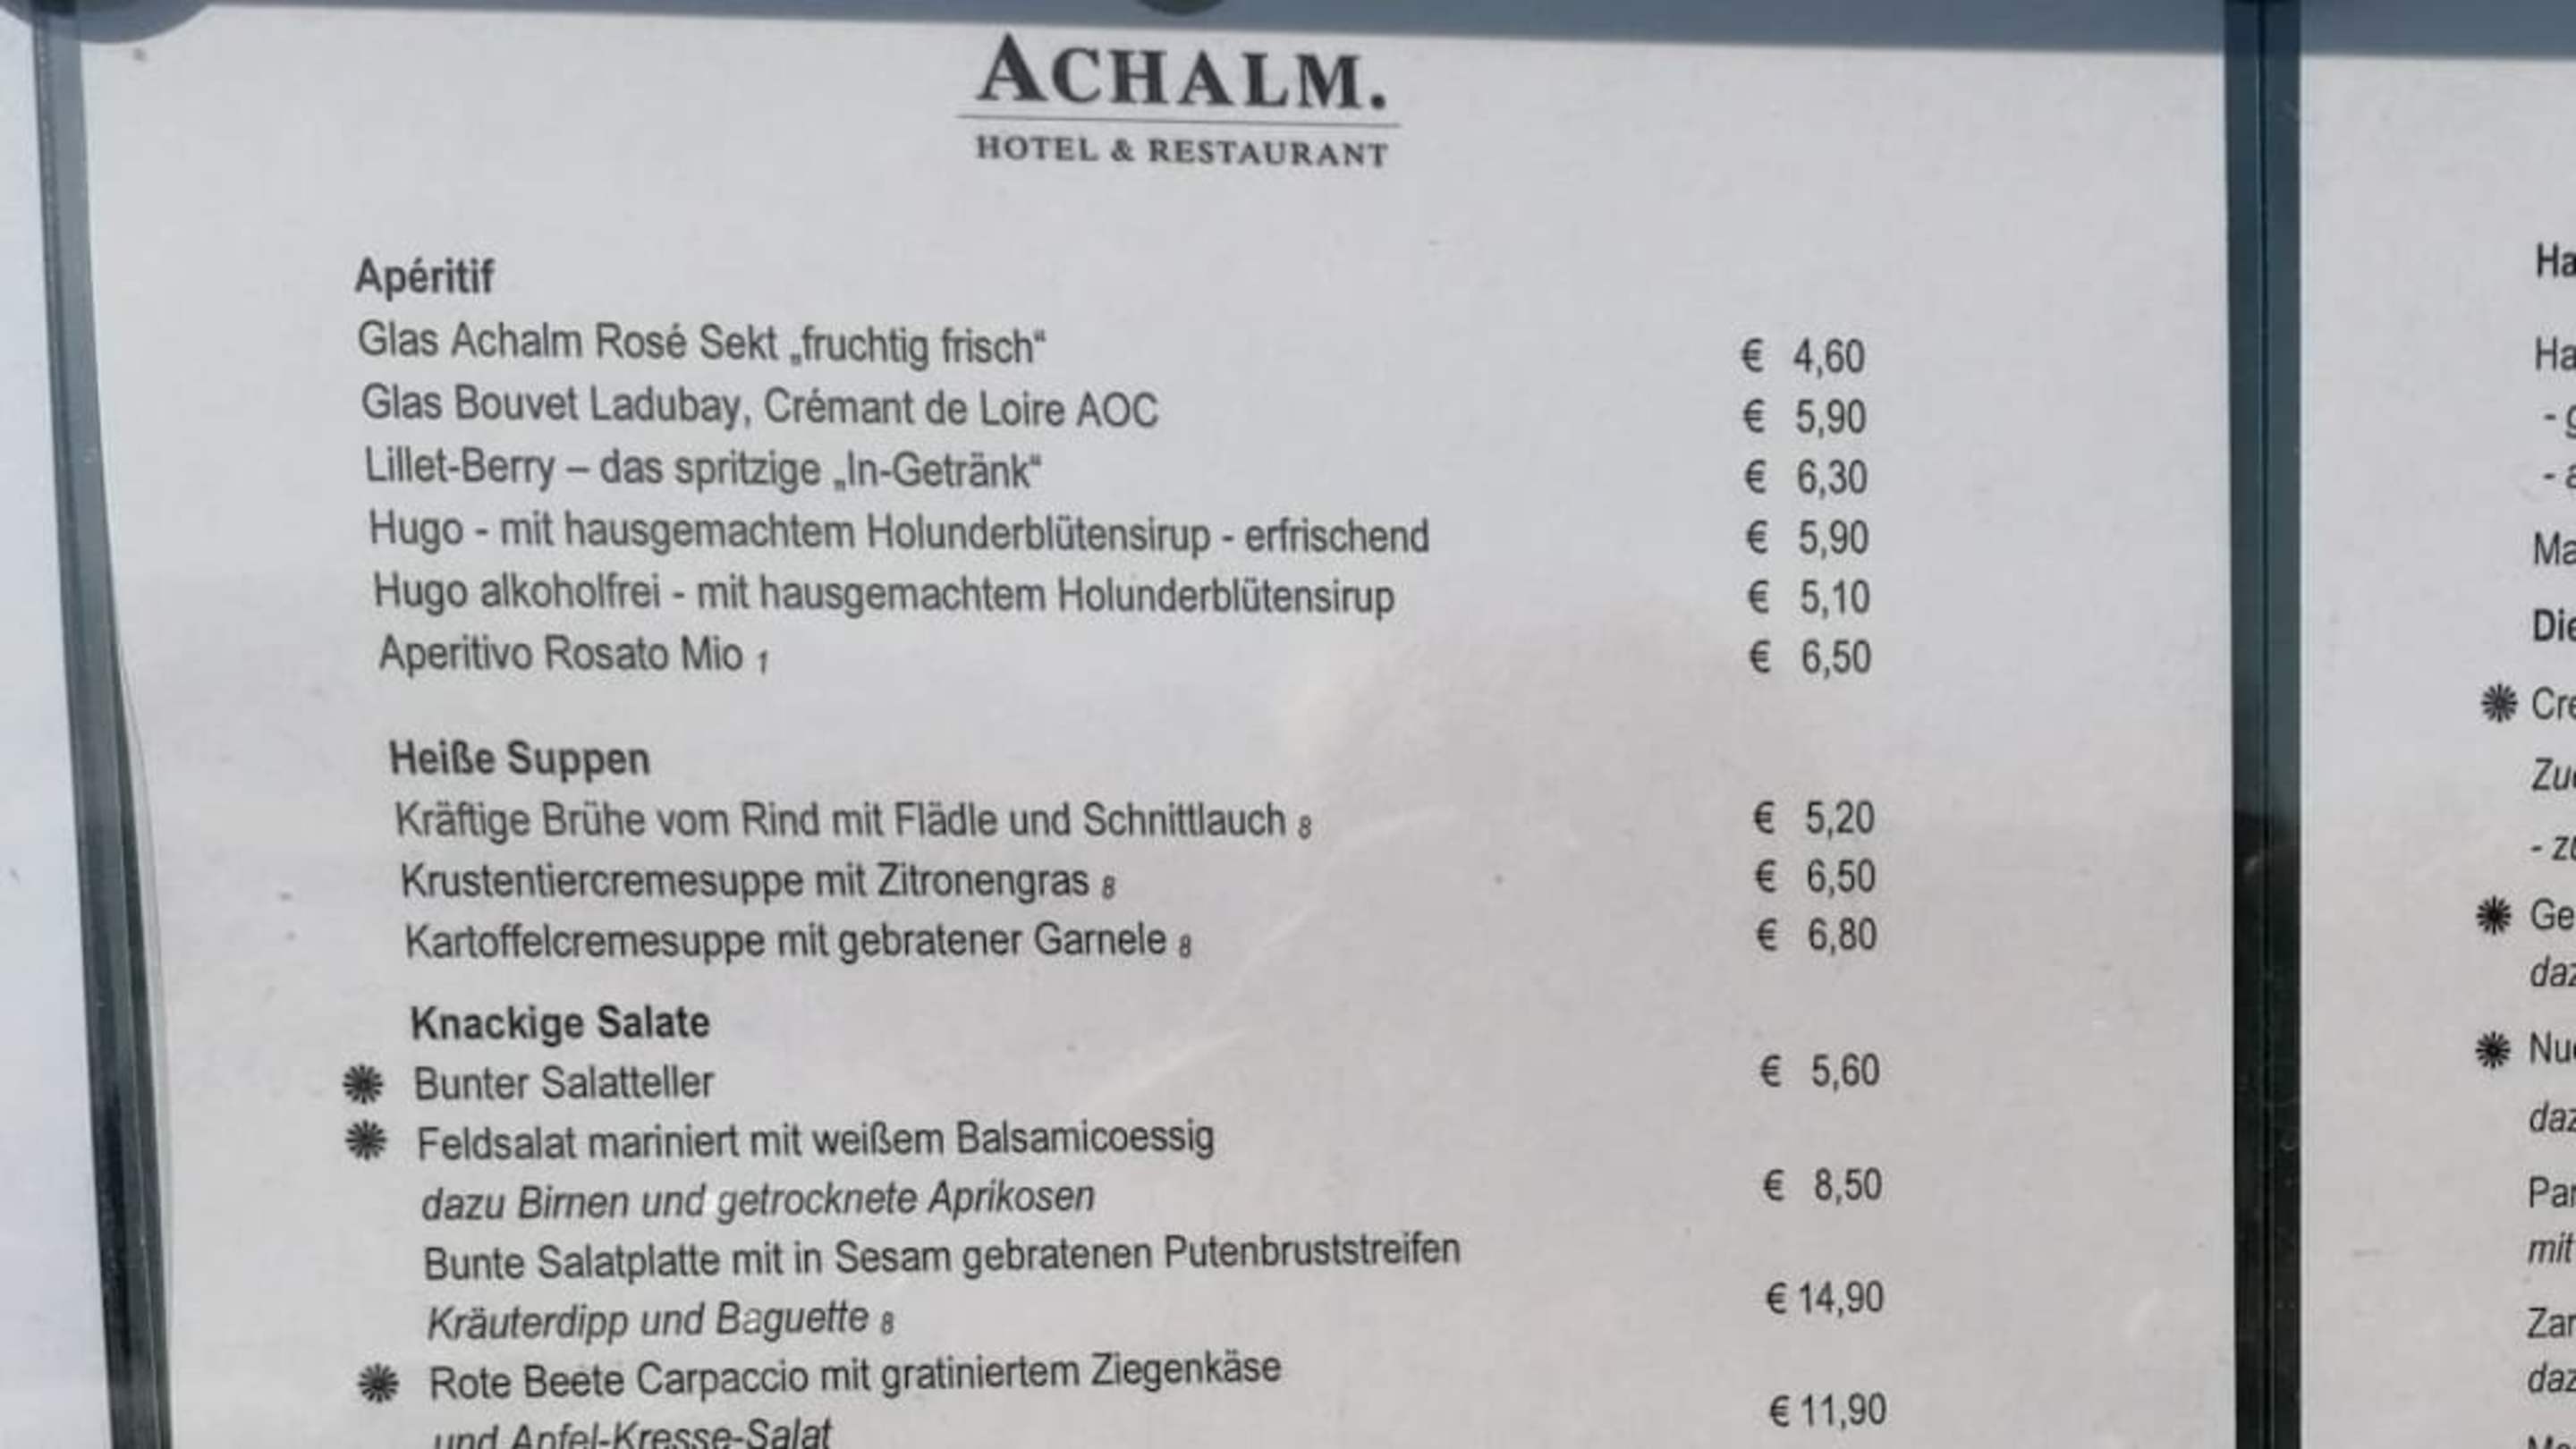 ACHALM.
HOTEL & RESTAURANT
Apéritif
Glas Achalm Rosé Sekt „fruchtig frisch“ € 4,60
Glas Bouvet Ladubay, Crémant de Loire AOC € 5,90
Lillet-Berry – das spritzige „In-Getränk“ € 6,30
Hugo - mit hausgemachtem Holunderblütensirup - erfrischend € 5,90
Hugo alkoholfrei - mit hausgemachtem Holunderblütensirup € 5,10
Aperitivo Rosato Mio 1 € 6,50
Heiße Suppen
Kräftige Brühe vom Rind mit Flädle und Schnittlauch 8 € 5,20
Krustentiercremesuppe mit Zitronengras 8 € 6,50
Kartoffelcremesuppe mit gebratener Garnele 8 € 6,80
Knackige Salate
Bunter Salatteller € 5,60
Feldsalat mariniert mit weißem Balsamicoessig
dazu Birnen und getrocknete Aprikosen € 8,50
Bunte Salatplatte mit in Sesam gebratenen Putenbruststreifen
Kräuterdipp und Baguette 8 € 14,90
Rote Beete Carpaccio mit gratiniertem Ziegenkäse
und Apfel-Kresse-Salat € 11,90